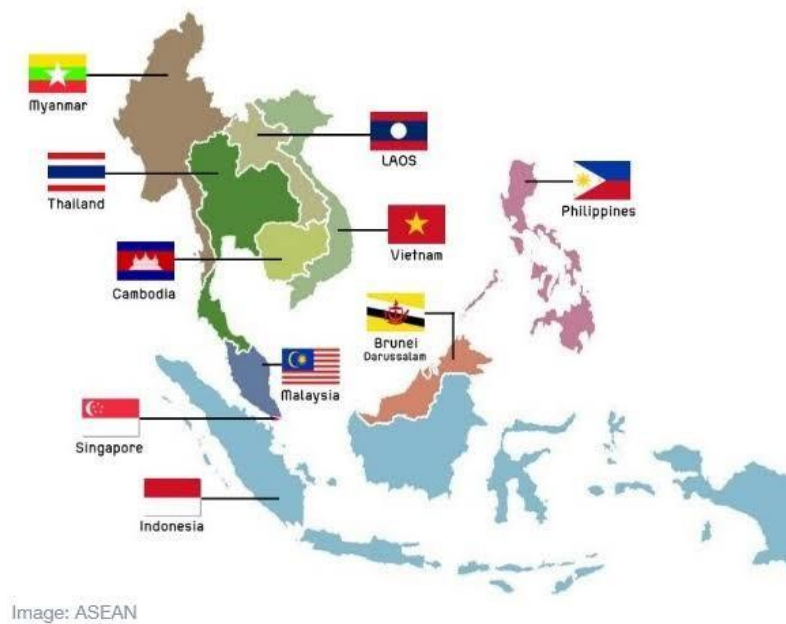 Myanmar
LAOS
Thailand
Philippines
Vietnam
Cambodia
Brunei
Darussalam
Malaysia
Singapore
Indonesia
Image: ASEAN